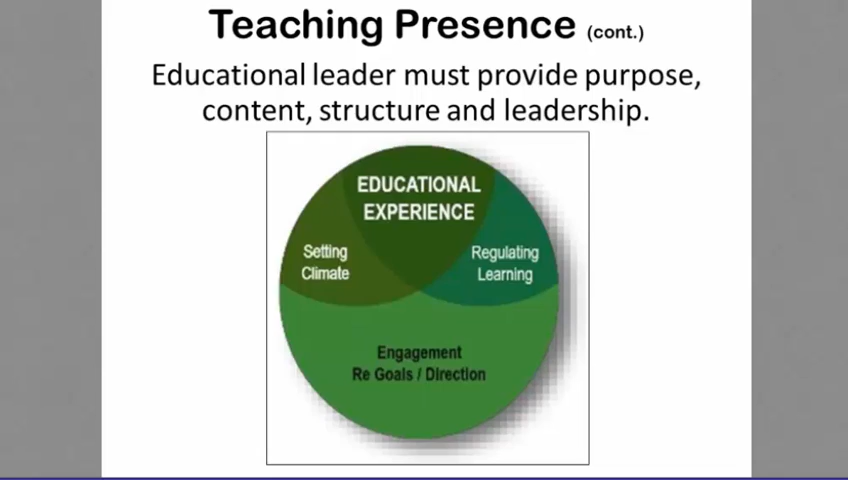 Teaching Presence (cont.)
Educational leader must provide purpose,
content, structure and leadership.
EDUCATIONAL
EXPERIENCE
Setting
Climate
Regulating
Learning
Engagement
Re Goals / Direction